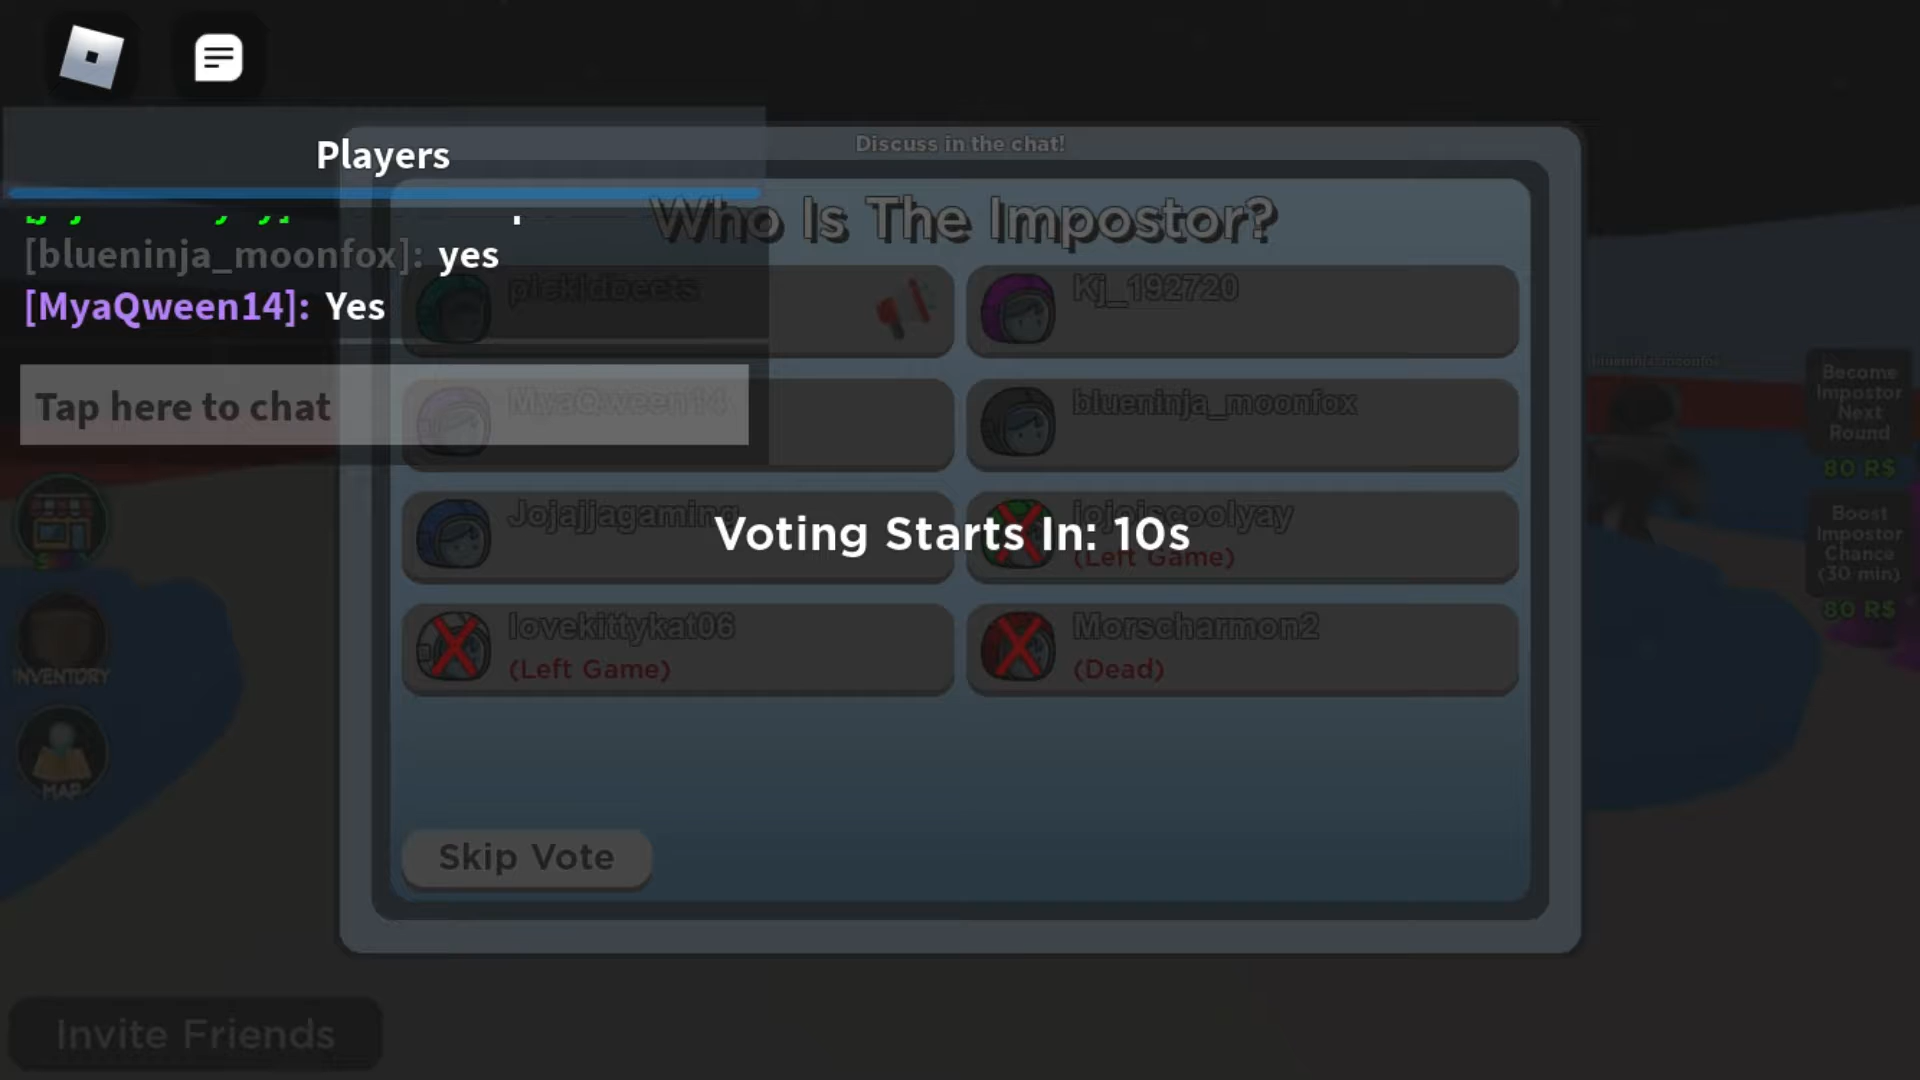 Players
Discuss in the chat!
Who Is The Impostor?
[blueninja_moonfox]: yes
[MyaQween14]: Yes
Kj_192720
Tap here to chat
MyaQween14
blueninja_moonfox
Jojajjagaming
jojoiscoolyay
(Left Game)
Voting Starts In: 10s
lovekittykat06
(Left Game)
Morscharmon2
(Dead)
Skip Vote
INVENTORY
MAP
Become
Impostor
Next
Round
80 R$
Boost
Impostor
Chance
(30 min)
80 R$
Invite Friends